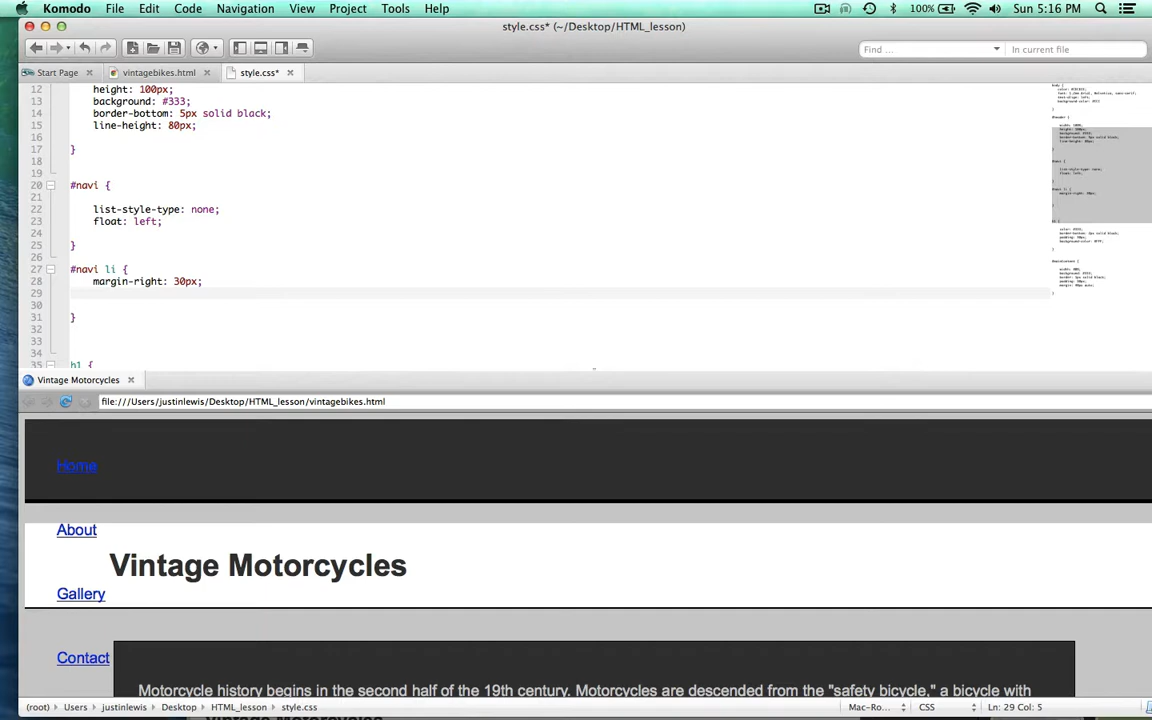 Komodo File Edit Code Navigation View Project Tools Help 100% Sun 5:16 PM
style.css* (~/Desktop/HTML_lesson)
Find ... In current file
Start Page vintagebikes.html style.css*
12 height: 100px;
13 background: #333;
14 border-bottom: 5px solid black;
15 line-height: 80px;
16
17 }
18
19
20 #navi {
21
22 list-style-type: none;
23 float: left;
24
25 }
26
27 #navi li {
28 margin-right: 30px;
29
30
31 }
32
33
34
35 h1 {
Vintage Motorcycles
file:///Users/justinlewis/Desktop/HTML_lesson/vintagebikes.html
Home
About
Vintage Motorcycles
Gallery
Contact
Motorcycle history begins in the second half of the 19th century. Motorcycles are descended from the "safety bicycle," a bicycle with
(root) Users justinlewis Desktop HTML_lesson style.css Mac-Ro... CSS Ln: 29 Col: 5